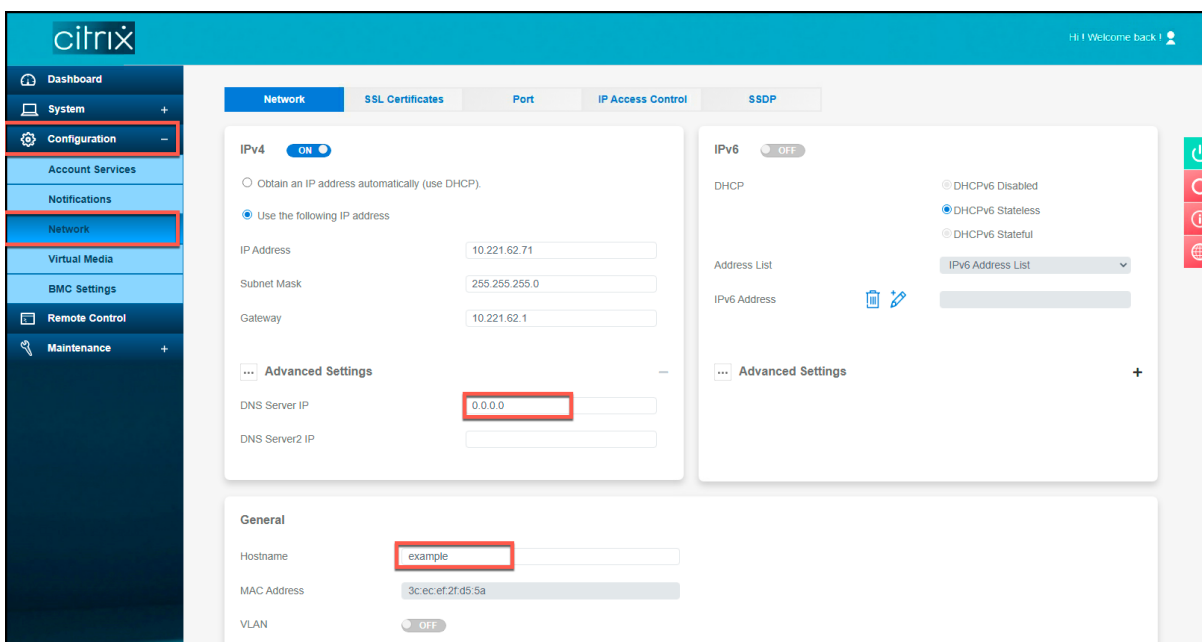 citrix
Hi ! Welcome back !
Dashboard
System +
Configuration −
Account Services
Notifications
Network
Virtual Media
BMC Settings
Remote Control
Maintenance +
Network SSL Certificates Port IP Access Control SSDP
IPv4 ON
Obtain an IP address automatically (use DHCP).
Use the following IP address
IP Address 10.221.62.71
Subnet Mask 255.255.255.0
Gateway 10.221.62.1
... Advanced Settings −
DNS Server IP 0.0.0.0
DNS Server2 IP
IPv6 OFF
DHCP DHCPv6 Disabled
DHCPv6 Stateless
DHCPv6 Stateful
Address List IPv6 Address List
IPv6 Address
... Advanced Settings +
General
Hostname example
MAC Address 3c:ec:ef:2f:d5:5a
VLAN OFF